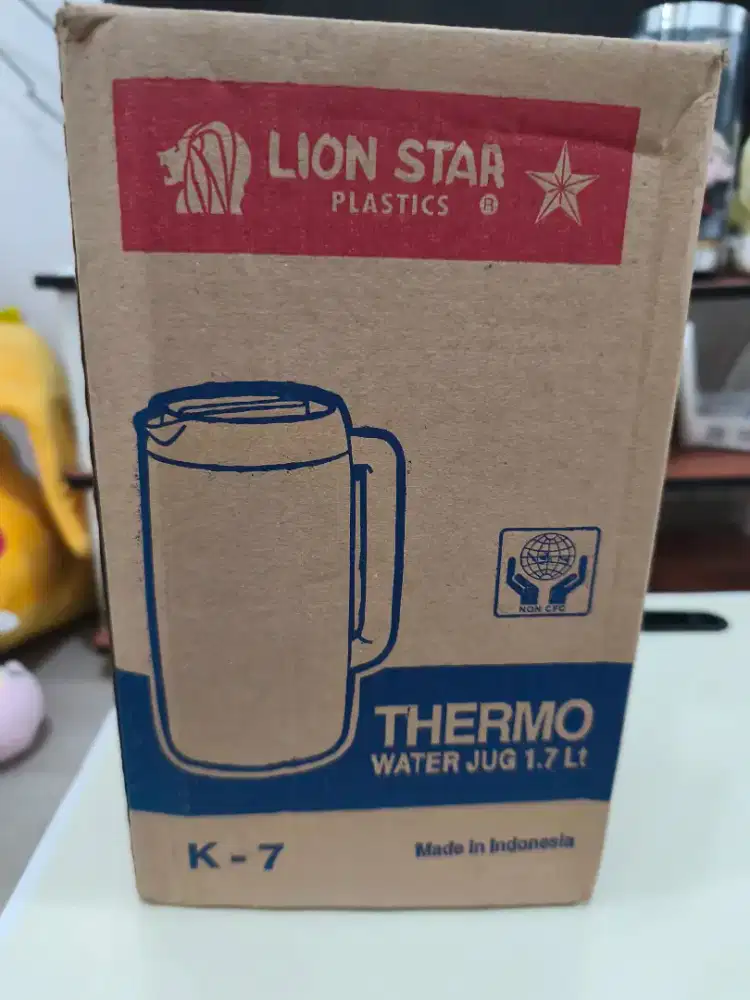 LION STAR
PLASTICS ®
NON CFC
THERMO
WATER JUG 1.7 Lt
K - 7
Made in Indonesia